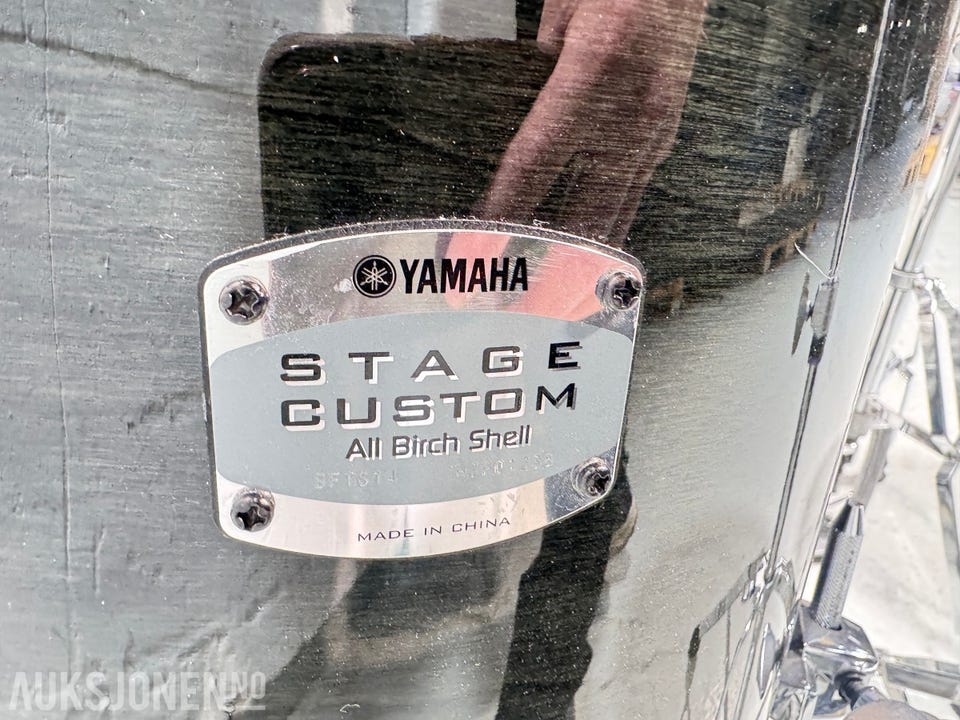 YAMAHA
STAGE
CUSTOM
All Birch Shell
MADE IN CHINA
AUKSJONEN.NO